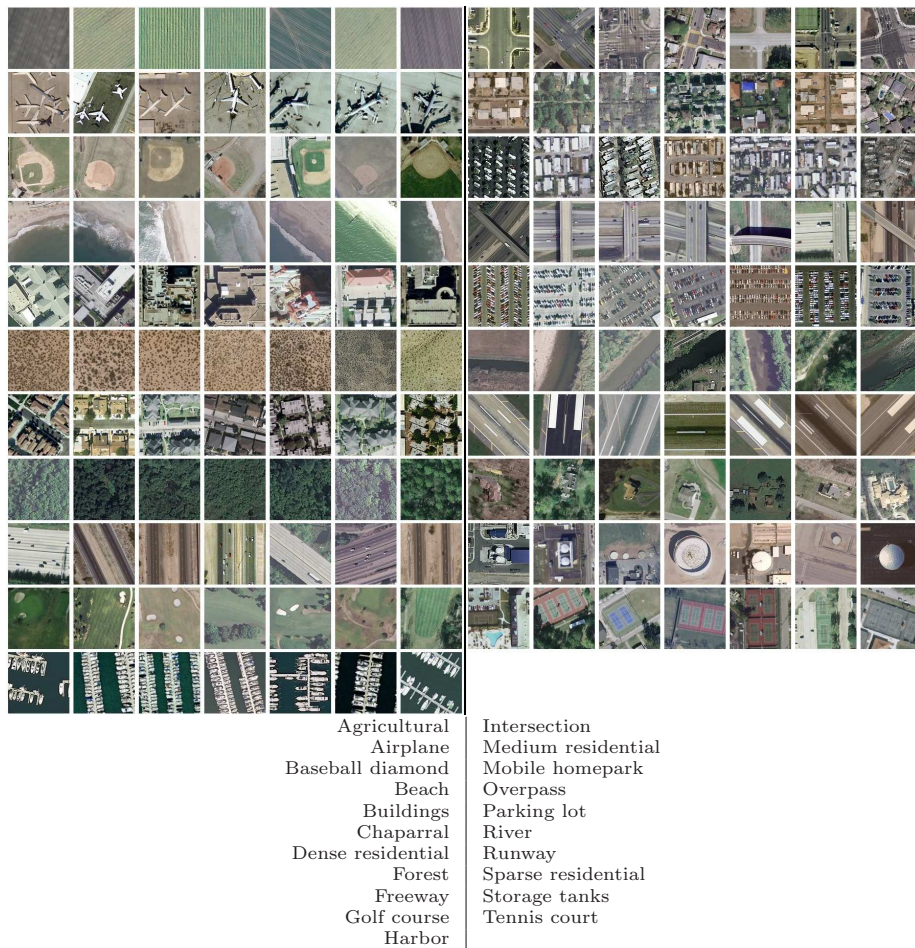 Agricultural
Airplane
Baseball diamond
Beach
Buildings
Chaparral
Dense residential
Forest
Freeway
Golf course
Harbor
Intersection
Medium residential
Mobile homepark
Overpass
Parking lot
River
Runway
Sparse residential
Storage tanks
Tennis court